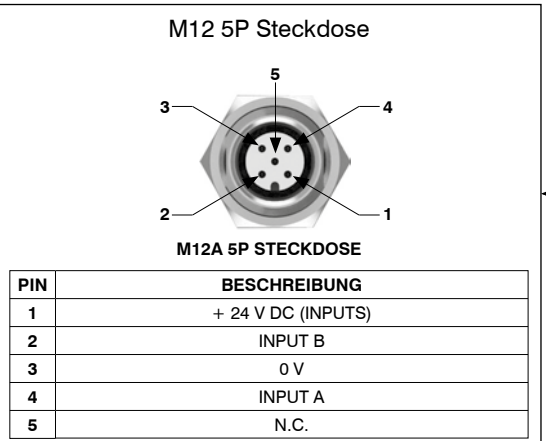 M12 5P Steckdose
5
3 4
2 1
M12A 5P STECKDOSE
PIN BESCHREIBUNG
1 + 24 V DC (INPUTS)
2 INPUT B
3 0 V
4 INPUT A
5 N.C.